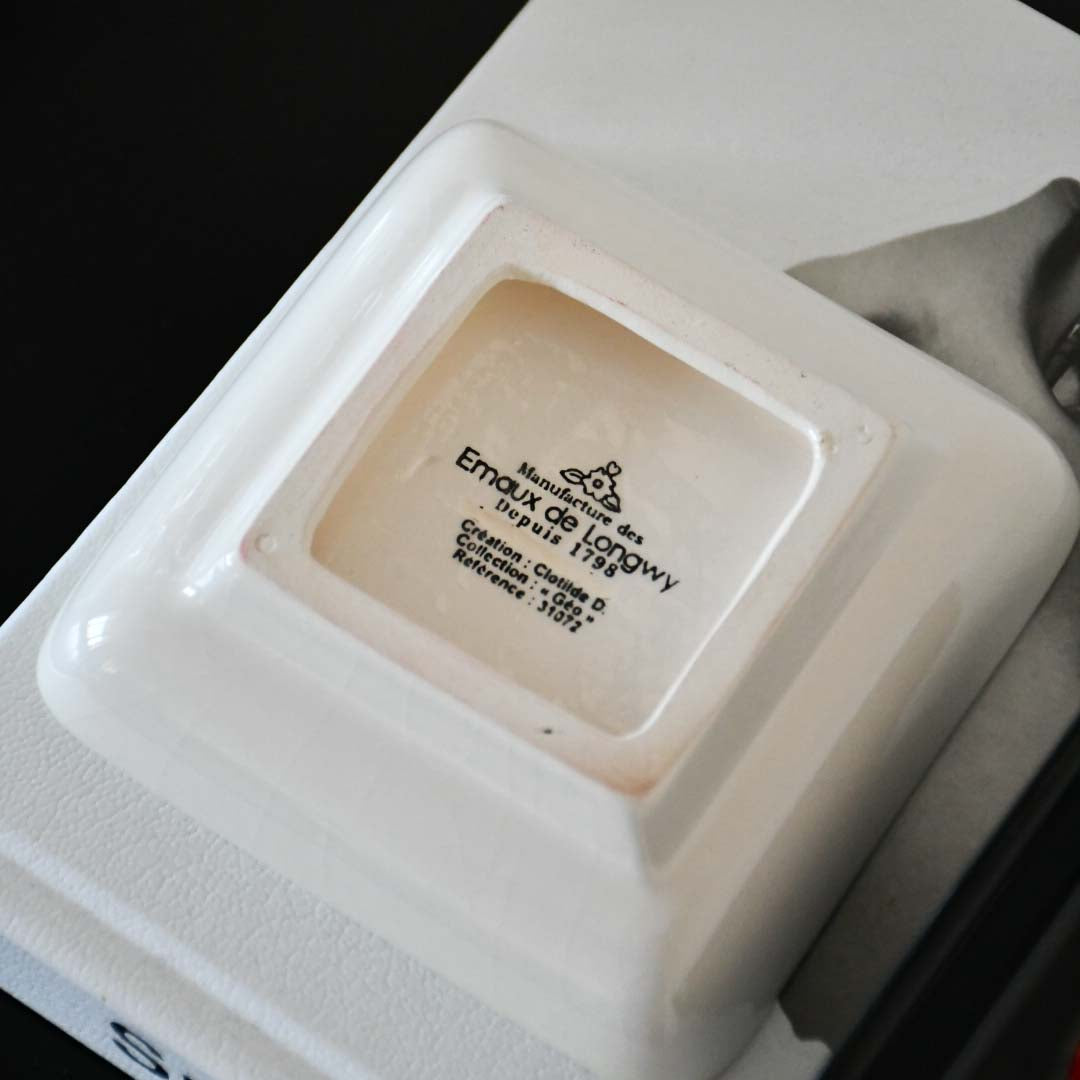 Manufacture des
Emaux de Longwy
Depuis 1798
Création : Clotilde D.
Collection : « Géo »
Référence : 31072
S